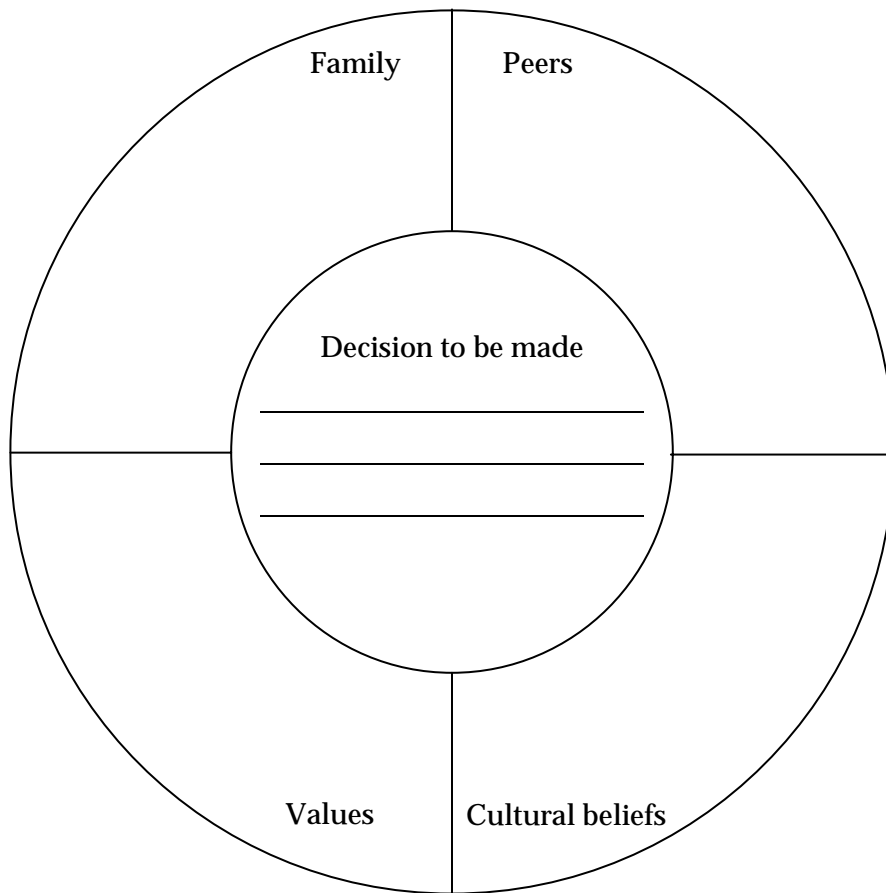 Family
Peers
Decision to be made
Values
Cultural beliefs